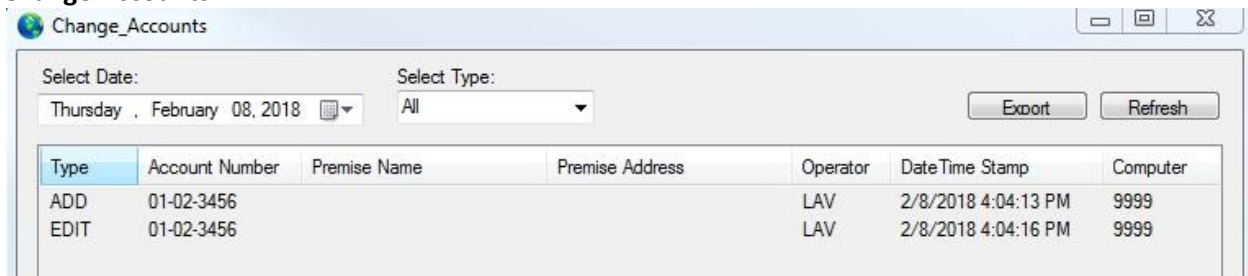 Change_Accounts
Select Date: Select Type:
Thursday , February 08, 2018 All Export Refresh
Type Account Number Premise Name Premise Address Operator DateTime Stamp Computer
ADD 01-02-3456 LAV 2/8/2018 4:04:13 PM 9999
EDIT 01-02-3456 LAV 2/8/2018 4:04:16 PM 9999